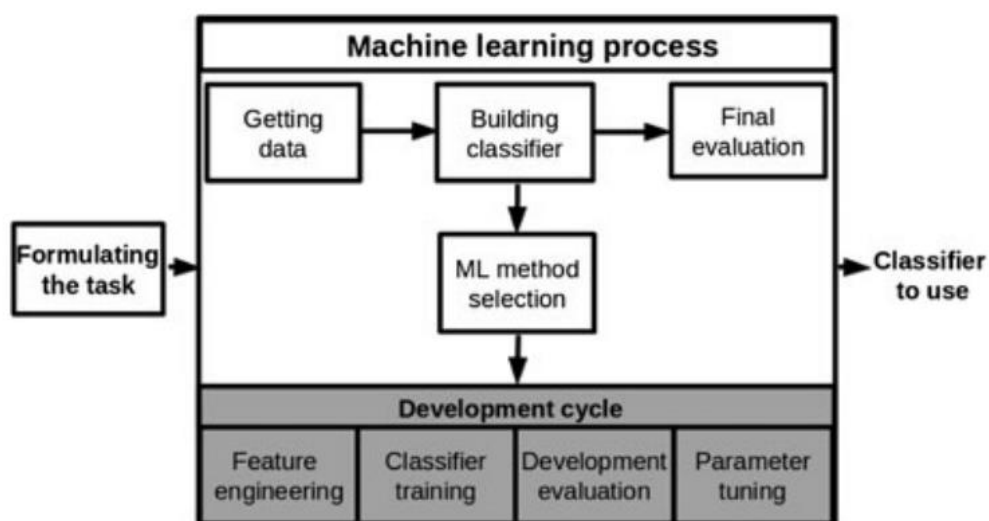 Machine learning process
Getting
data
Building
classifier
Final
evaluation
Formulating
the task
ML method
selection
Classifier
to use
Development cycle
Feature
engineering
Classifier
training
Development
evaluation
Parameter
tuning